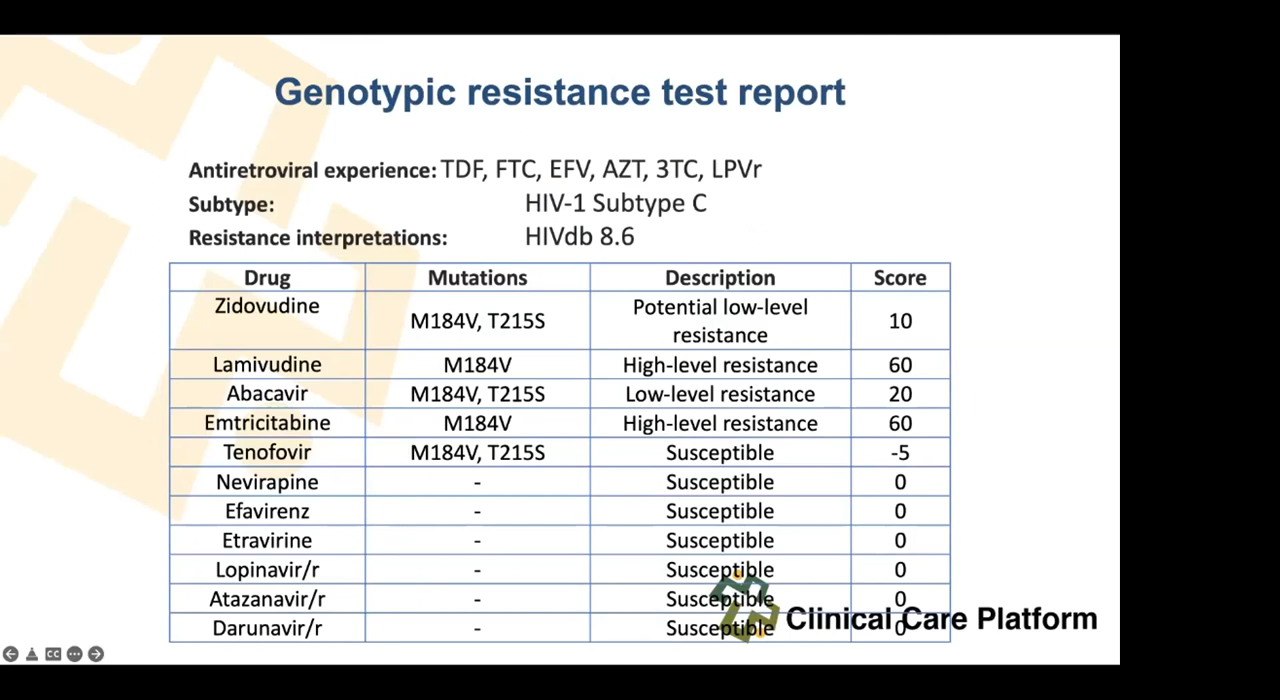 Genotypic resistance test report
Antiretroviral experience: TDF, FTC, EFV, AZT, 3TC, LPVr
Subtype: HIV-1 Subtype C
Resistance interpretations: HIVdb 8.6
Drug Mutations Description Score
Zidovudine M184V, T215S Potential low-level resistance 10
Lamivudine M184V High-level resistance 60
Abacavir M184V, T215S Low-level resistance 20
Emtricitabine M184V High-level resistance 60
Tenofovir M184V, T215S Susceptible -5
Nevirapine - Susceptible 0
Efavirenz - Susceptible 0
Etravirine - Susceptible 0
Lopinavir/r - Susceptible 0
Atazanavir/r - Susceptible 0
Darunavir/r - Susceptible 0
Clinical Care Platform
CC